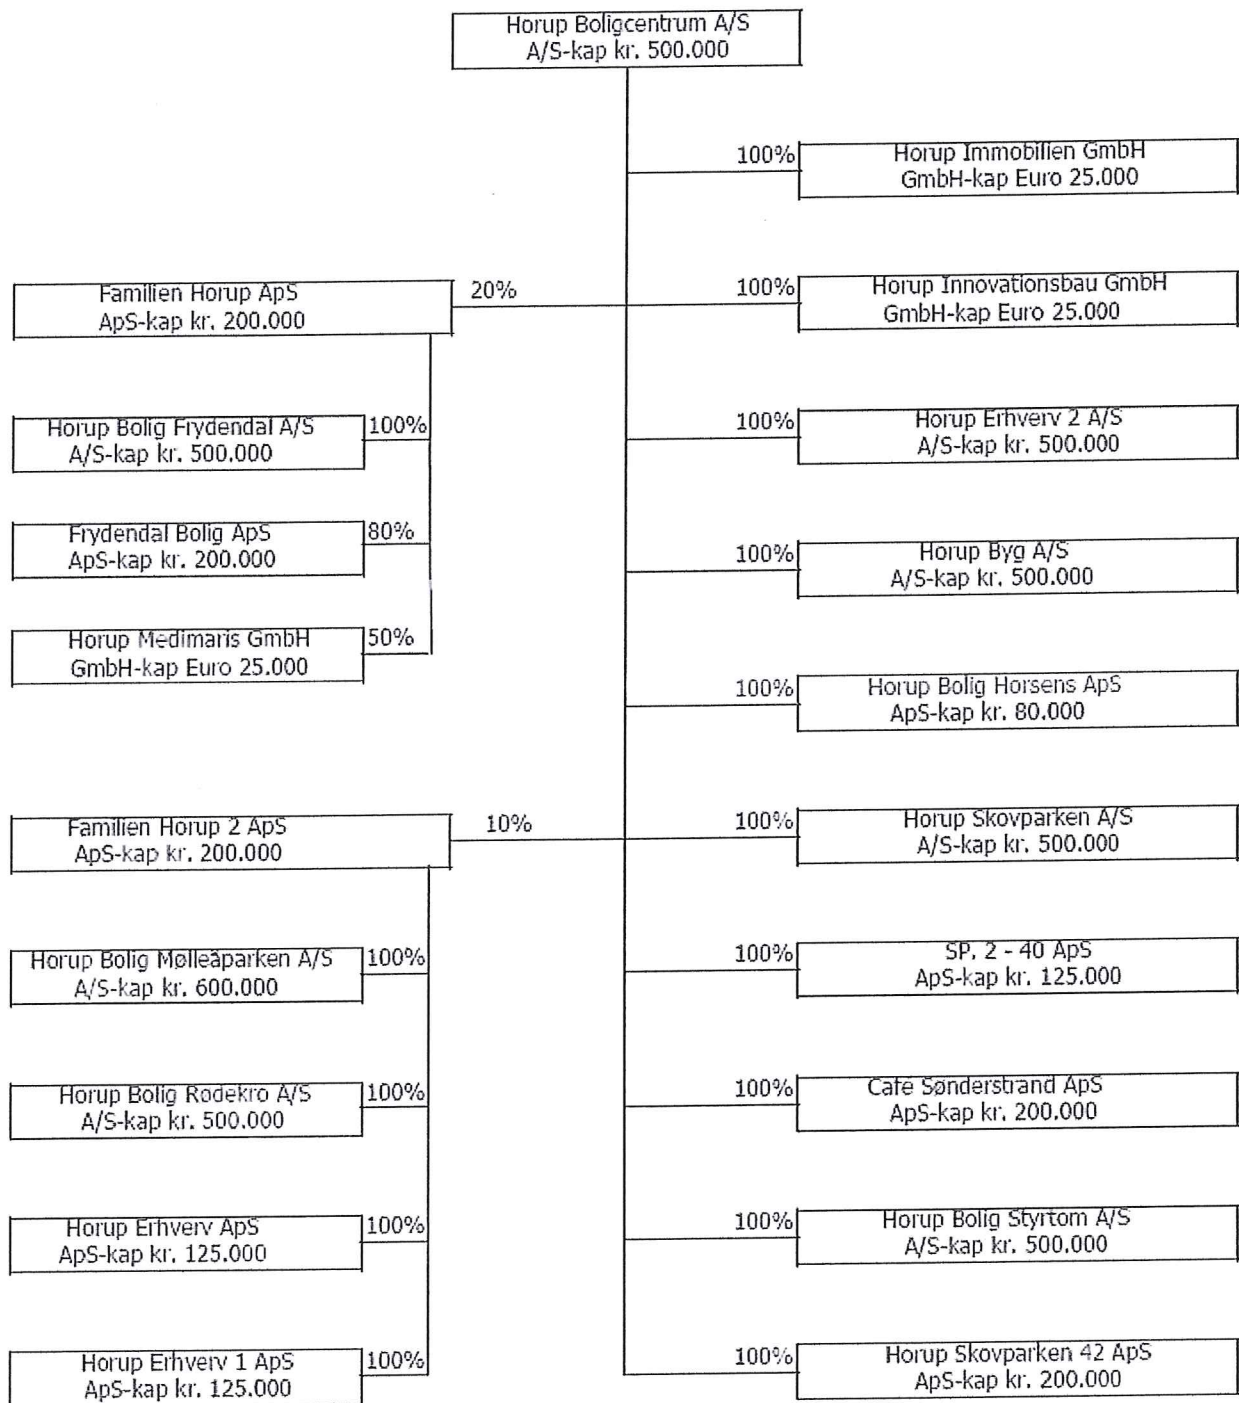 Horup Boligcentrum A/S
A/S-kap kr. 500.000
100%
Horup Immobilien GmbH
GmbH-kap Euro 25.000
Familien Horup ApS
ApS-kap kr. 200.000
20%
100%
Horup Innovationsbau GmbH
GmbH-kap Euro 25.000
Horup Bolig Frydendal A/S
A/S-kap kr. 500.000
100%
100%
Horup Erhverv 2 A/S
A/S-kap kr. 500.000
Frydendal Bolig ApS
ApS-kap kr. 200.000
80%
100%
Horup Byg A/S
A/S-kap kr. 500.000
Horup Medimaris GmbH
GmbH-kap Euro 25.000
50%
100%
Horup Bolig Horsens ApS
ApS-kap kr. 80.000
Familien Horup 2 ApS
ApS-kap kr. 200.000
10%
100%
Horup Skovparken A/S
A/S-kap kr. 500.000
Horup Bolig Mølleåparken A/S
A/S-kap kr. 600.000
100%
100%
SP. 2 - 40 ApS
ApS-kap kr. 125.000
Horup Bolig Rødekro A/S
A/S-kap kr. 500.000
100%
100%
Café Sønderstrand ApS
ApS-kap kr. 200.000
Horup Erhverv ApS
ApS-kap kr. 125.000
100%
100%
Horup Bolig Styrtom A/S
A/S-kap kr. 500.000
Horup Erhverv 1 ApS
ApS-kap kr. 125.000
100%
100%
Horup Skovparken 42 ApS
ApS-kap kr. 200.000